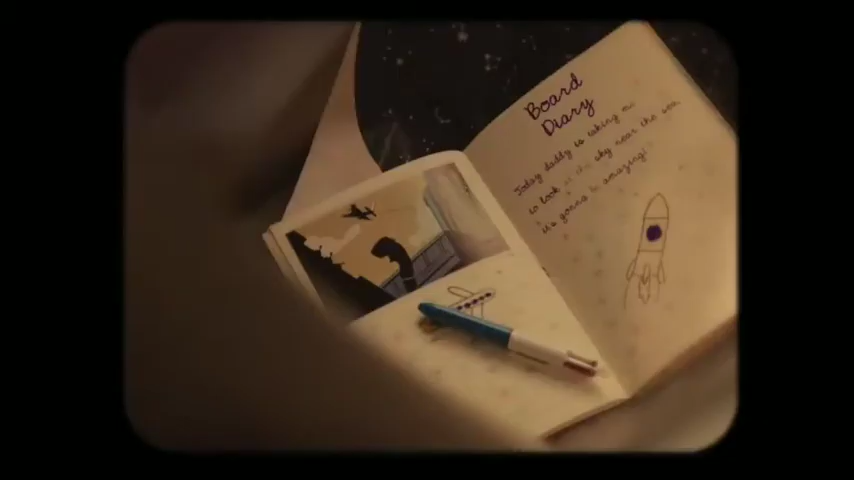 Board
Diary
Today daddy is taking me
to look at the sky near the sea,
it's gonna be amazing!